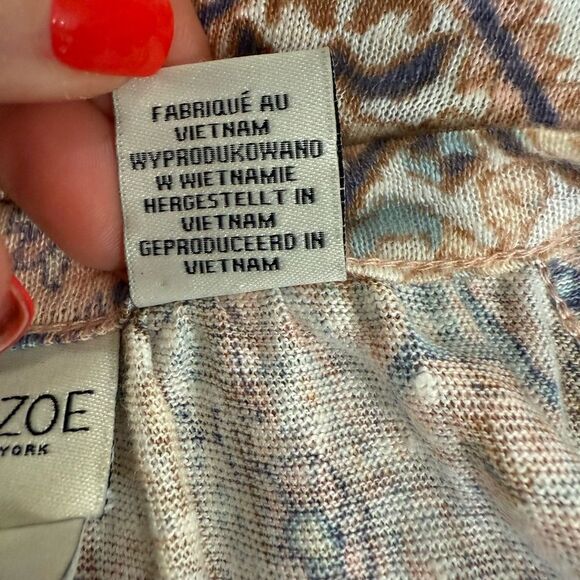 FABRIQUÉ AU
VIETNAM
WYPRODUKOWANO
W WIETNAMIE
HERGESTELLT IN
VIETNAM
GEPRODUCEERD IN
VIETNAM
ZOE
YORK